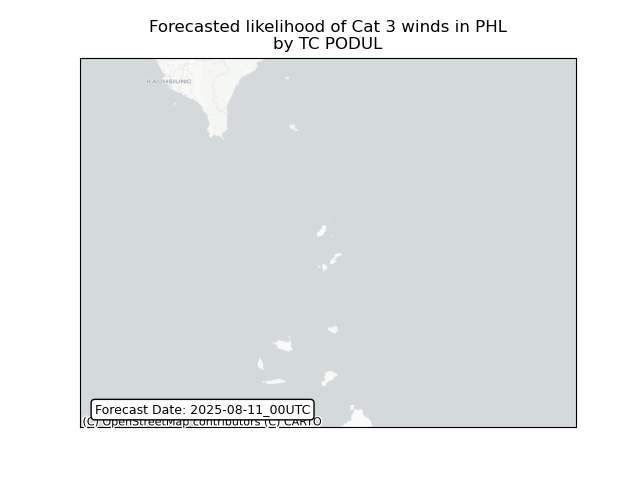 Forecasted likelihood of Cat 3 winds in PHL
by TC PODUL
KAOHSIUNG
Forecast Date: 2025-08-11_00UTC
(C) OpenStreetMap contributors (C) CARTO